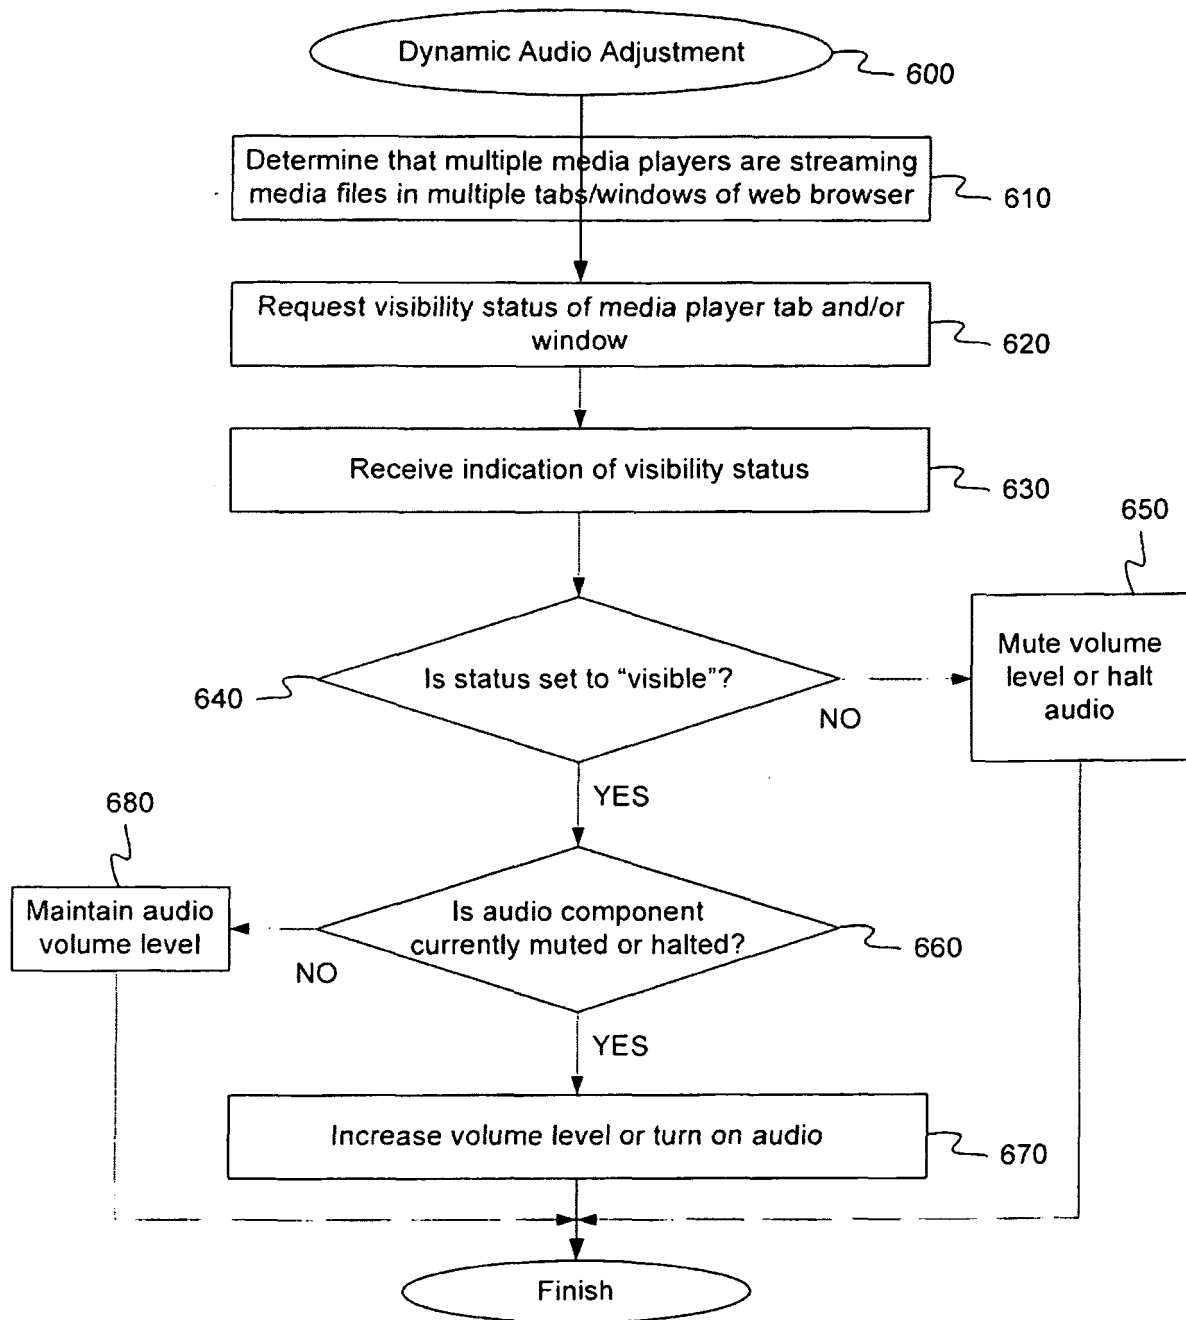 Dynamic Audio Adjustment
600
Determine that multiple media players are streaming
media files in multiple tabs/windows of web browser
610
Request visibility status of media player tab and/or
window
620
Receive indication of visibility status
630
650
Mute volume
level or halt
audio
640
Is status set to “visible”?
NO
YES
680
Maintain audio
volume level
Is audio component
currently muted or halted?
660
NO
YES
Increase volume level or turn on audio
670
Finish